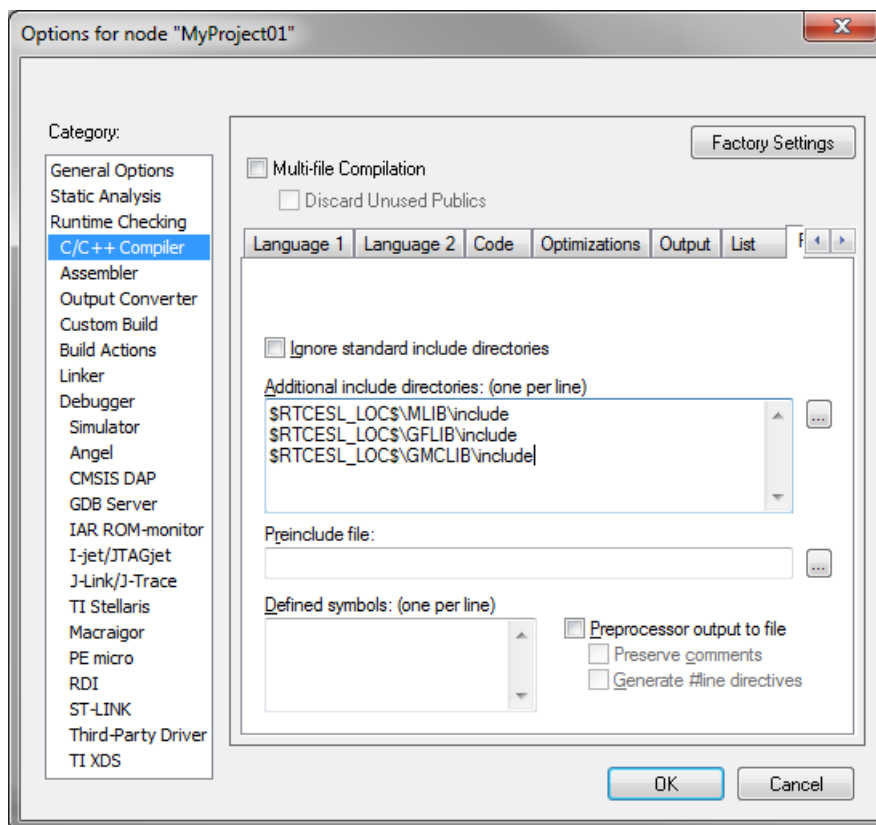 Options for node "MyProject01"
Category:
General Options
Static Analysis
Runtime Checking
C/C++ Compiler
Assembler
Output Converter
Custom Build
Build Actions
Linker
Debugger
Simulator
Angel
CMSIS DAP
GDB Server
IAR ROM-monitor
I-jet/JTAGjet
J-Link/J-Trace
TI Stellaris
Macraigor
PE micro
RDI
ST-LINK
Third-Party Driver
TI XDS
Factory Settings
Multi-file Compilation
Discard Unused Publics
Language 1 Language 2 Code Optimizations Output List
Ignore standard include directories
Additional include directories: (one per line)
$RTCESL_LOC$\MLIB\include
$RTCESL_LOC$\GFLIB\include
$RTCESL_LOC$\GMCLIB\include
...
Preinclude file:
...
Defined symbols: (one per line)
Preprocessor output to file
Preserve comments
Generate #line directives
OK Cancel